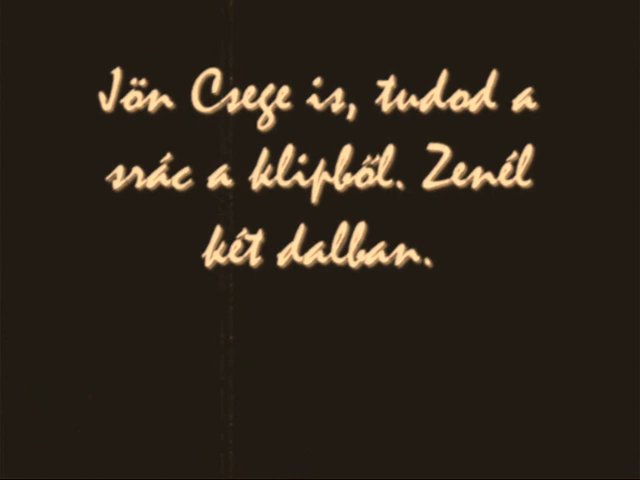 Jön Csege is, tudod a
srác a klipből. Zenél
két dalban.